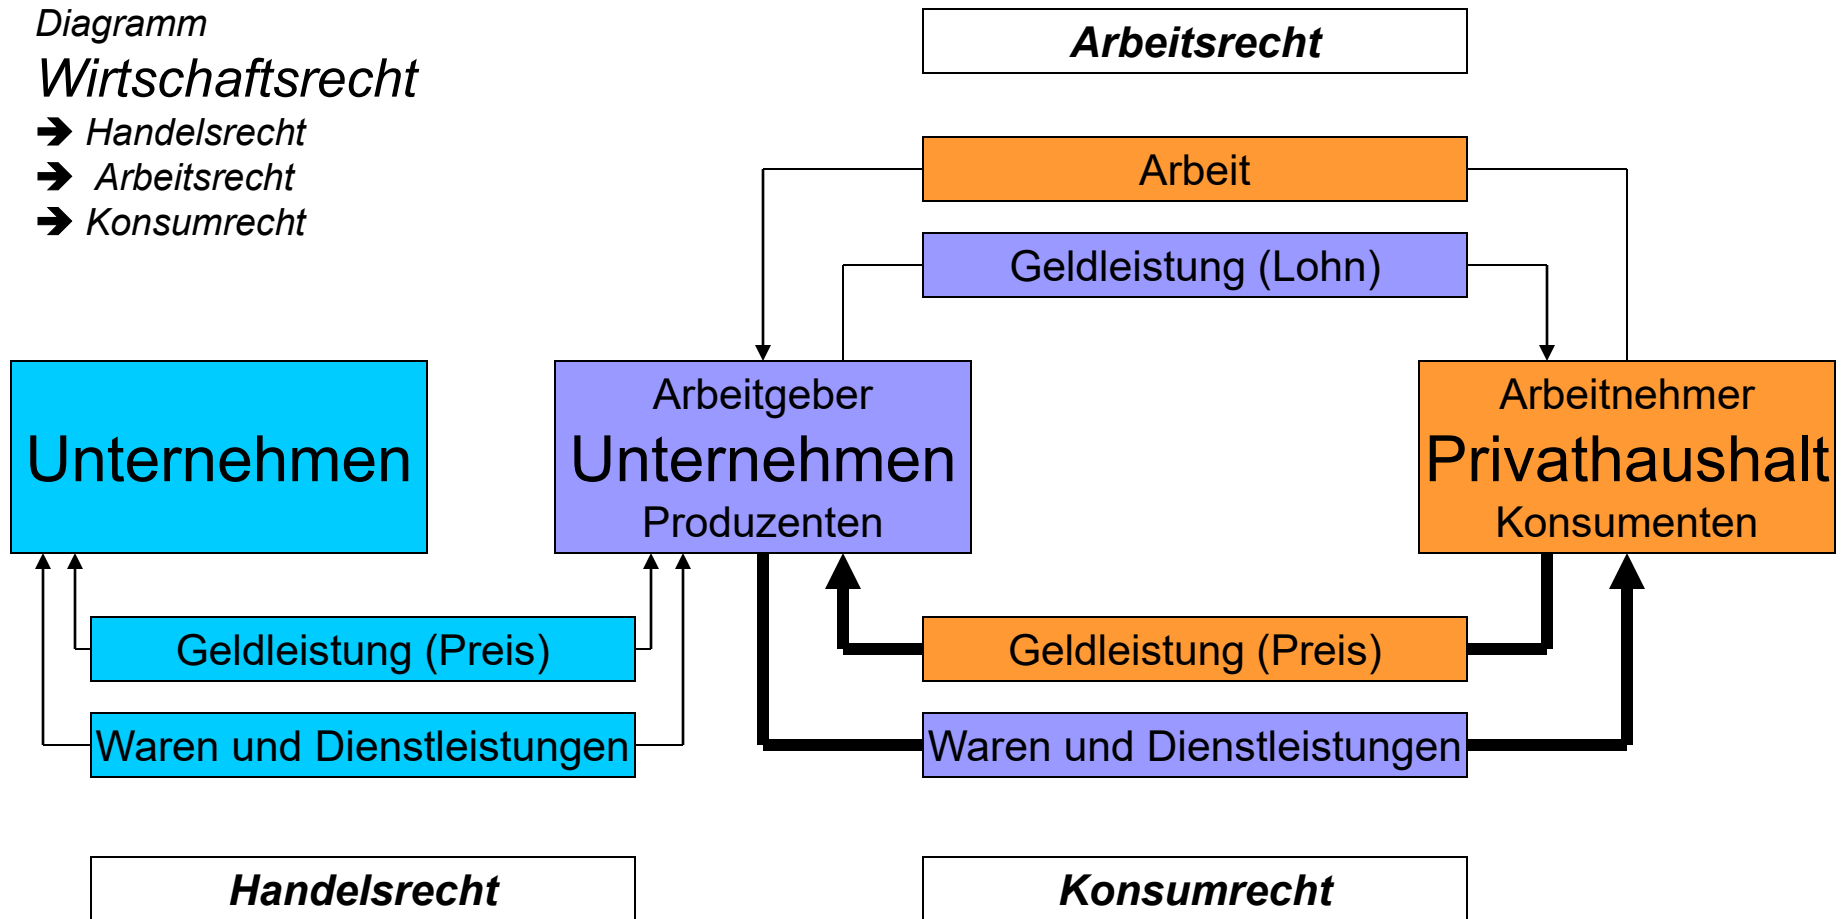 Diagramm
Wirtschaftsrecht
➔ Handelsrecht
➔ Arbeitsrecht
➔ Konsumrecht
Arbeitsrecht
Arbeit
Geldleistung (Lohn)
Unternehmen
Arbeitgeber
Unternehmen
Produzenten
Arbeitnehmer
Privathaushalt
Konsumenten
Geldleistung (Preis)
Waren und Dienstleistungen
Geldleistung (Preis)
Waren und Dienstleistungen
Handelsrecht
Konsumrecht